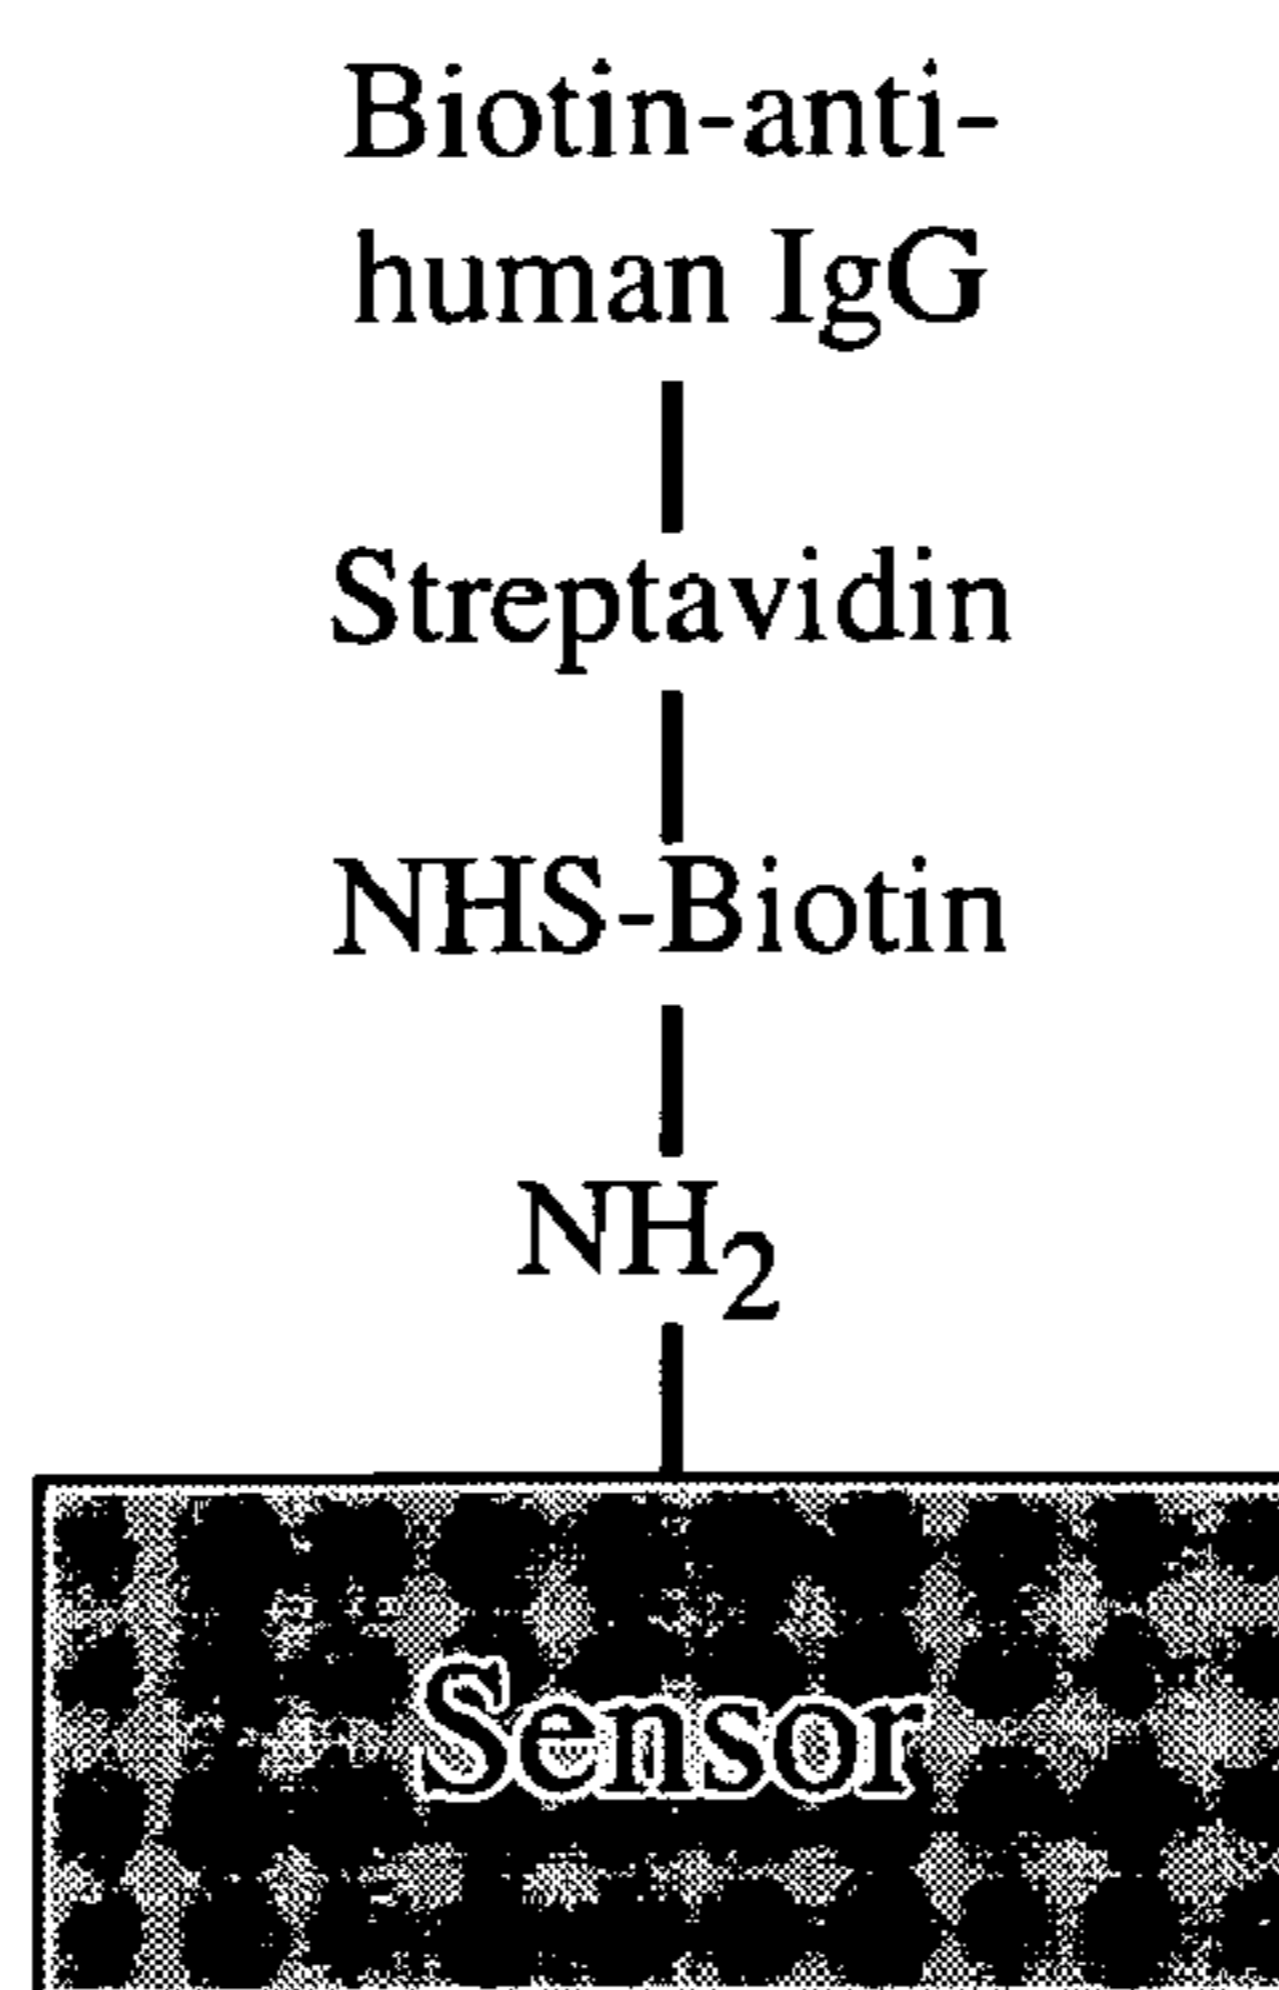 Biotin-anti-
human IgG
Streptavidin
NHS-Biotin
NH₂
Sensor